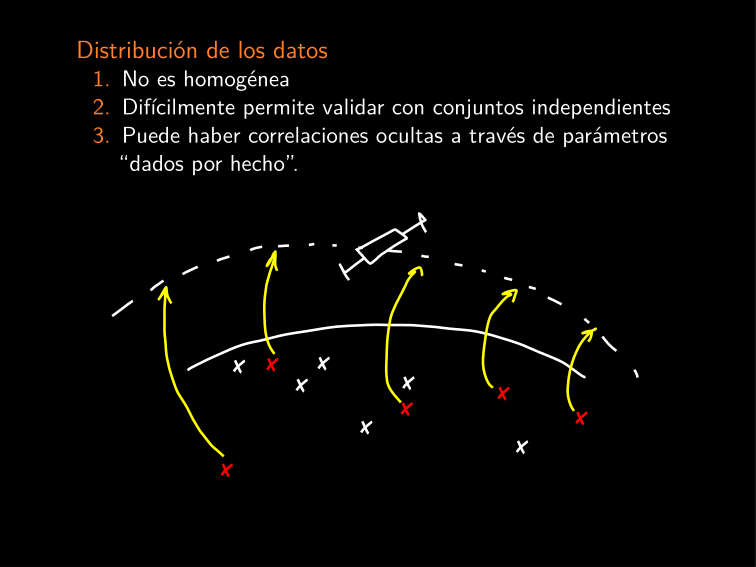 Distribución de los datos
1. No es homogénea
2. Difícilmente permite validar con conjuntos independientes
3. Puede haber correlaciones ocultas a través de parámetros
“dados por hecho”.